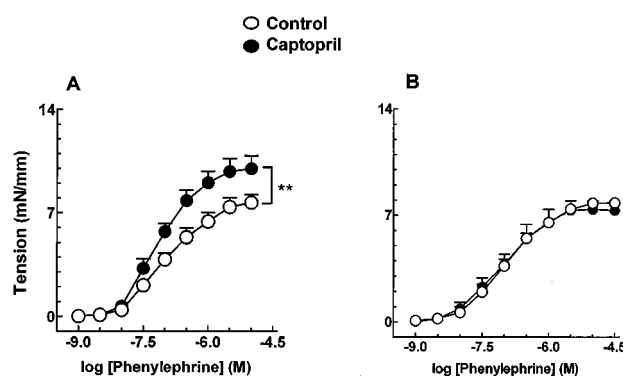 Control
Captopril
A
B
14
7
0
Tension (mN/mm)
**
-9.0 -7.5 -6.0 -4.5
log [Phenylephrine] (M)
14
7
0
-9.0 -7.5 -6.0 -4.5
log [Phenylephrine] (M)